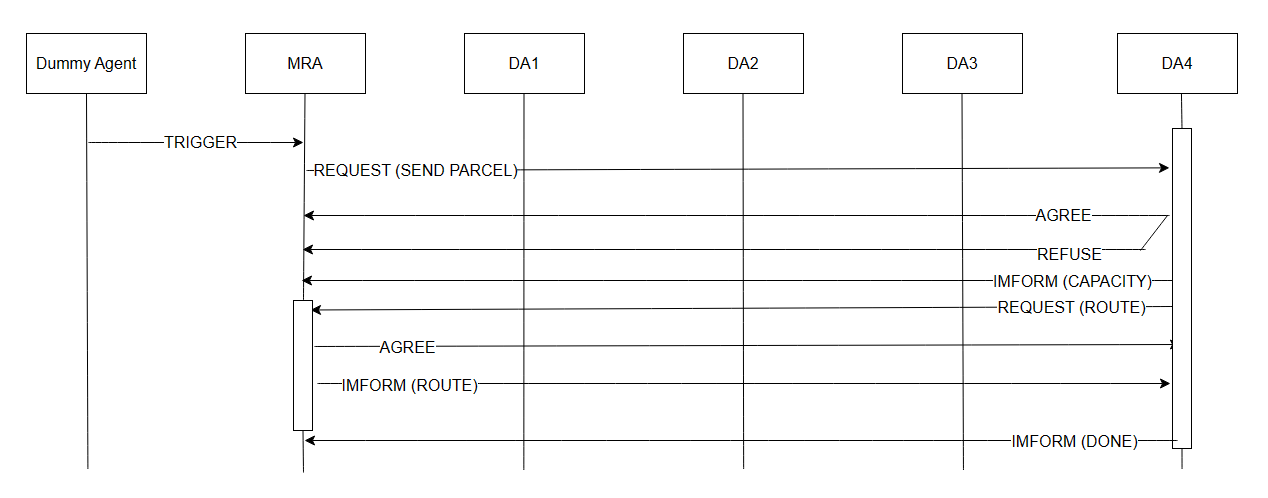 Dummy Agent
MRA
DA1
DA2
DA3
DA4
TRIGGER
REQUEST (SEND PARCEL)
AGREE
REFUSE
IMFORM (CAPACITY)
REQUEST (ROUTE)
AGREE
IMFORM (ROUTE)
IMFORM (DONE)